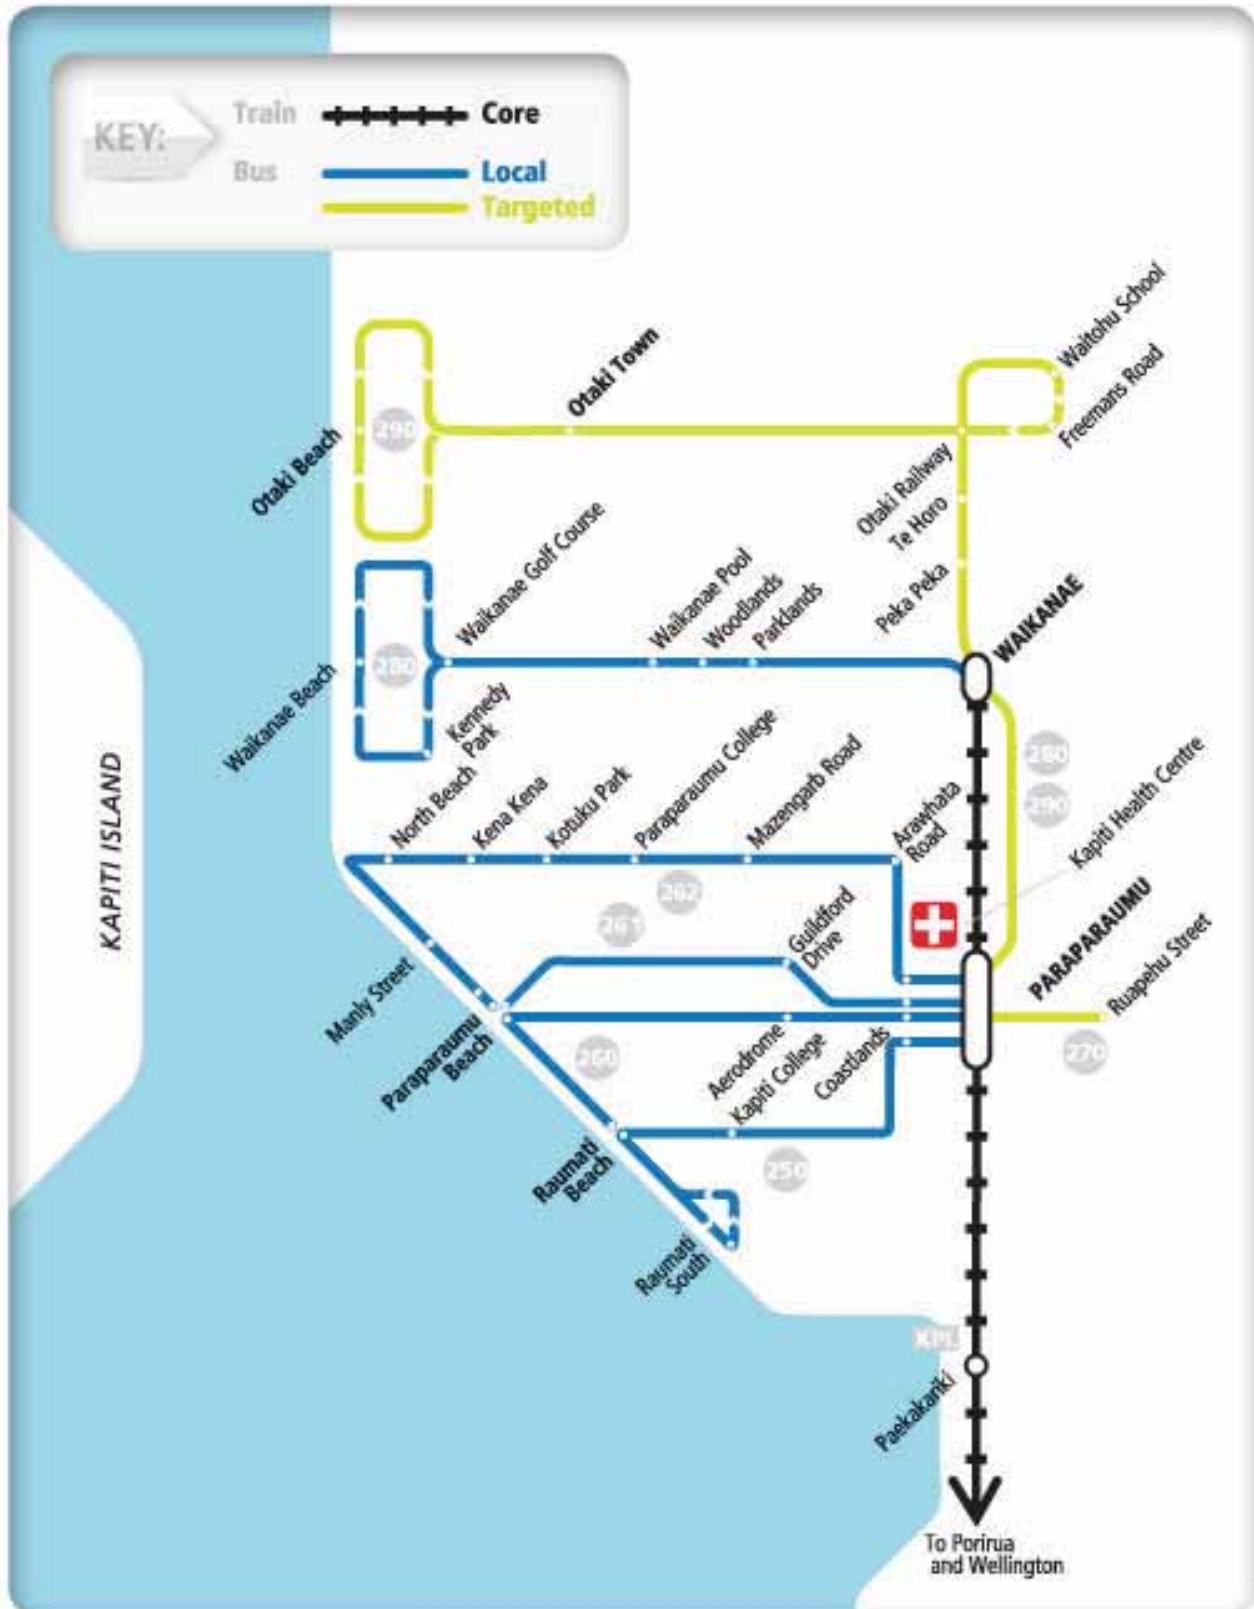 KEY:
Train
Core
Bus
Local
Targeted
Waitohu School
Freemans Road
Otaki Town
290
Otaki Beach
Otaki Railway
Te Horo
Peka Peka
Waikanae Golf Course
Waikanae Pool
Woodlands
Parklands
WAIKANAE
280
Waikanae Beach
Kennedy
Park
280
290
KAPITI ISLAND
North Beach
Kena Kena
Kotuku Park
Paraparaumu College
Mazengarb Road
Arawhata
Road
Kapiti Health Centre
262
261
Guildford
Drive
PARAPARAUMU
Ruapehu Street
270
Manly Street
Paraparaumu
Beach
260
Aerodrome
Kapiti College
Coastlands
Raumati
Beach
250
Raumati
South
KPL
Paekakariki
To Porirua
and Wellington